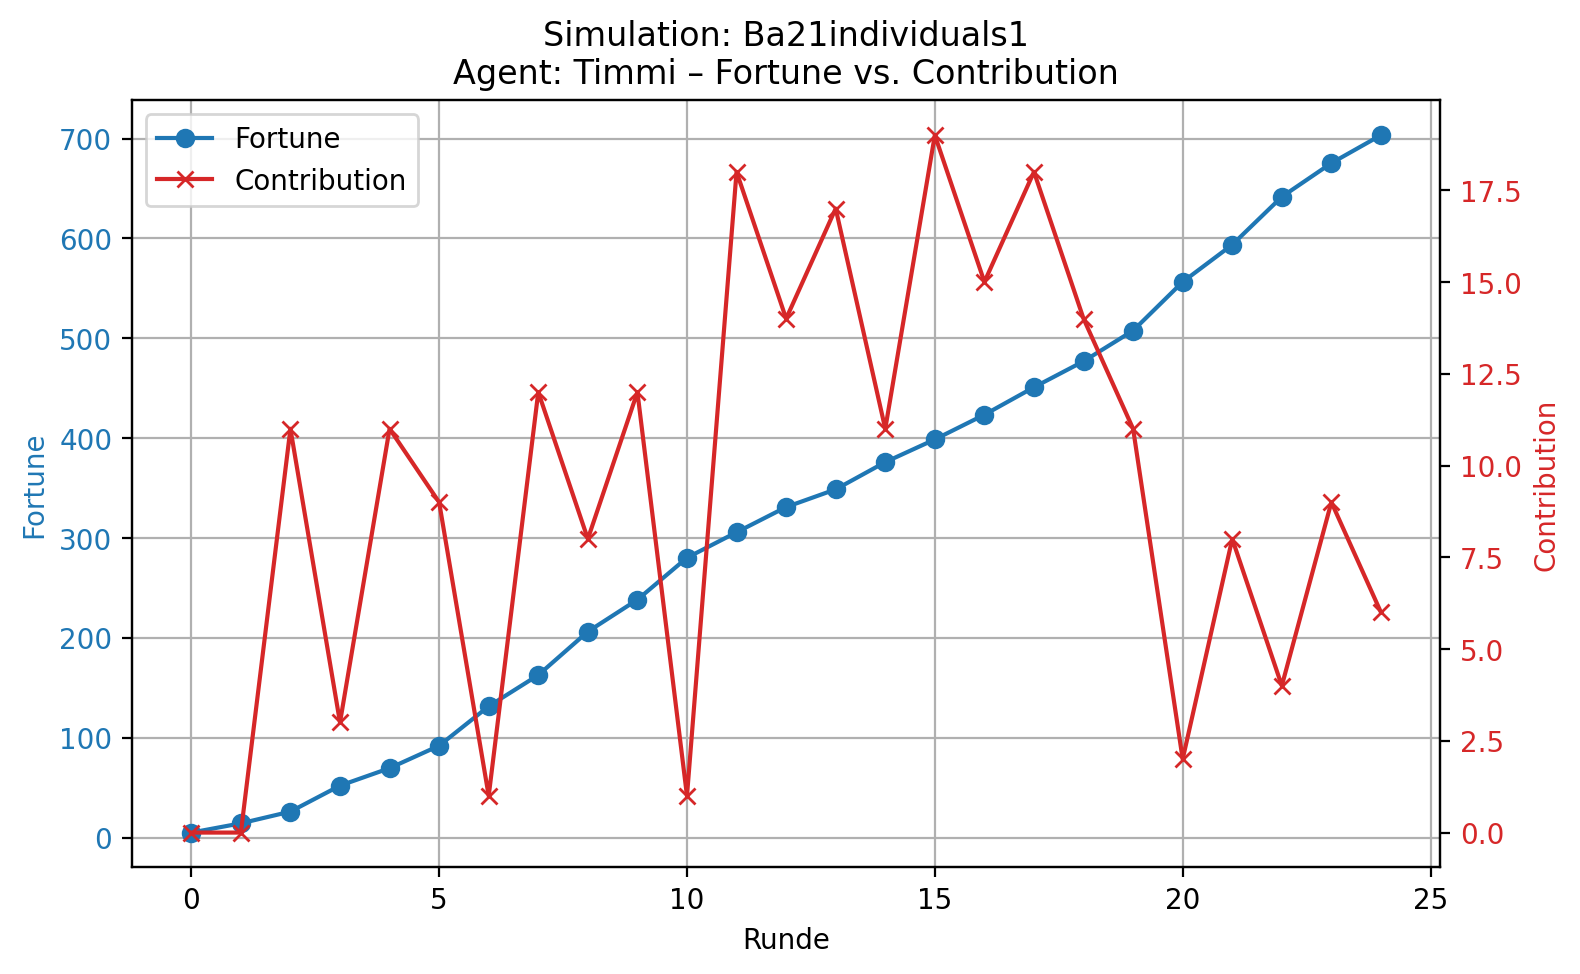 Simulation: Ba21individuals1
Agent: Timmi – Fortune vs. Contribution
Fortune
Contribution
700
600
500
400
300
200
100
0
Fortune
17.5
15.0
12.5
10.0
7.5
5.0
2.5
0.0
Contribution
0 5 10 15 20 25
Runde